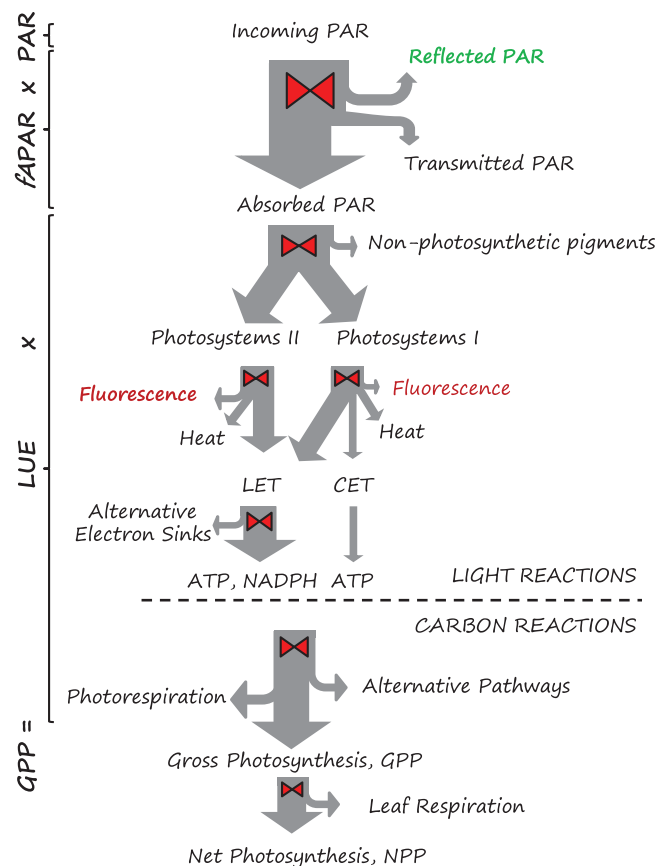 Incoming PAR
Reflected PAR
Transmitted PAR
Absorbed PAR
Non-photosynthetic pigments
Photosystems II
Photosystems I
Fluorescence
Fluorescence
Heat
Heat
LET
CET
Alternative
Electron Sinks
ATP, NADPH
ATP
LIGHT REACTIONS
CARBON REACTIONS
Photorespiration
Alternative Pathways
Gross Photosynthesis, GPP
Leaf Respiration
Net Photosynthesis, NPP
GPP = LUE x fAPAR x PAR